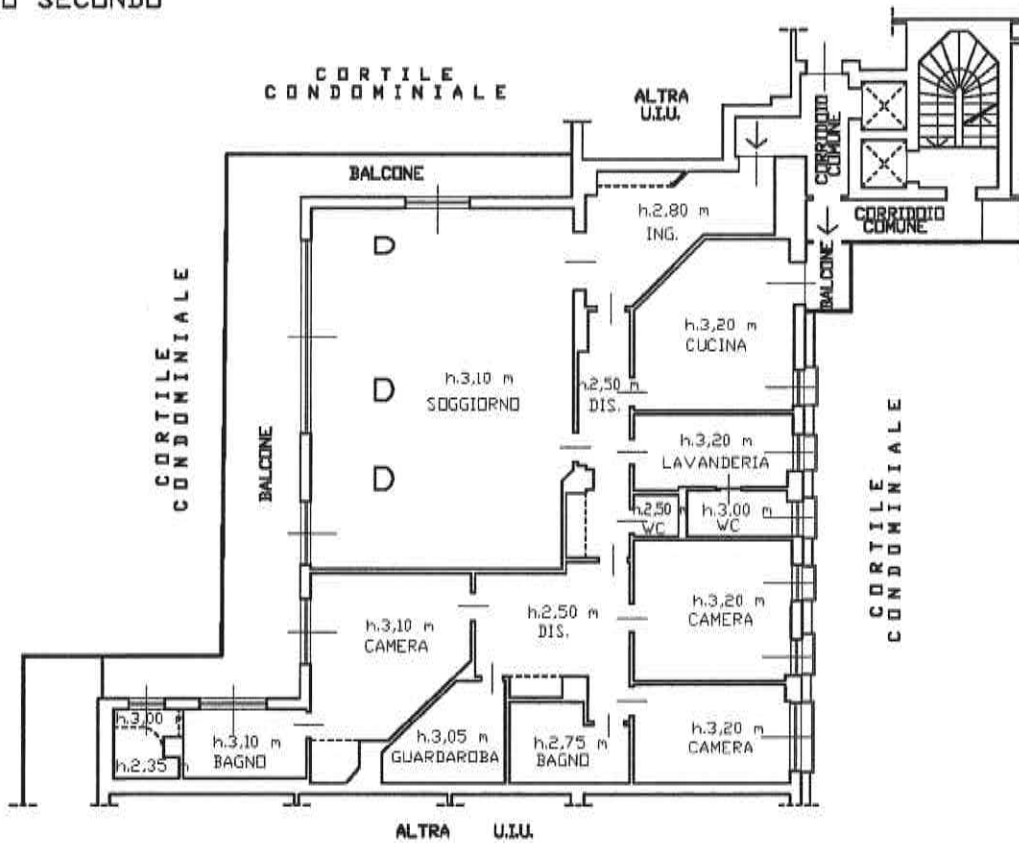 O SECONDO
CORTILE
CONDOMINIALE
ALTRA
U.I.U.
CORRIDOIO
COMUNE
BALCONE
h.2,80 m
ING.
CORRIDOIO
COMUNE
BALCONE
CORTILE
CONDOMINIALE
h.3,20 m
CUCINA
h.3,10 m
SOGGIORNO
h.2,50 m
DIS.
BALCONE
h.3,20 m
LAVANDERIA
CORTILE
CONDOMINIALE
h.2,50 m
WC
h.3,00 m
WC
h.3,10 m
CAMERA
h.2,50 m
DIS.
h.3,20 m
CAMERA
h.3,00
h.2,35 m
h.3,10 m
BAGNO
h.3,05 m
GUARDAROBA
h.2,75 m
BAGNO
h.3,20 m
CAMERA
ALTRA U.I.U.